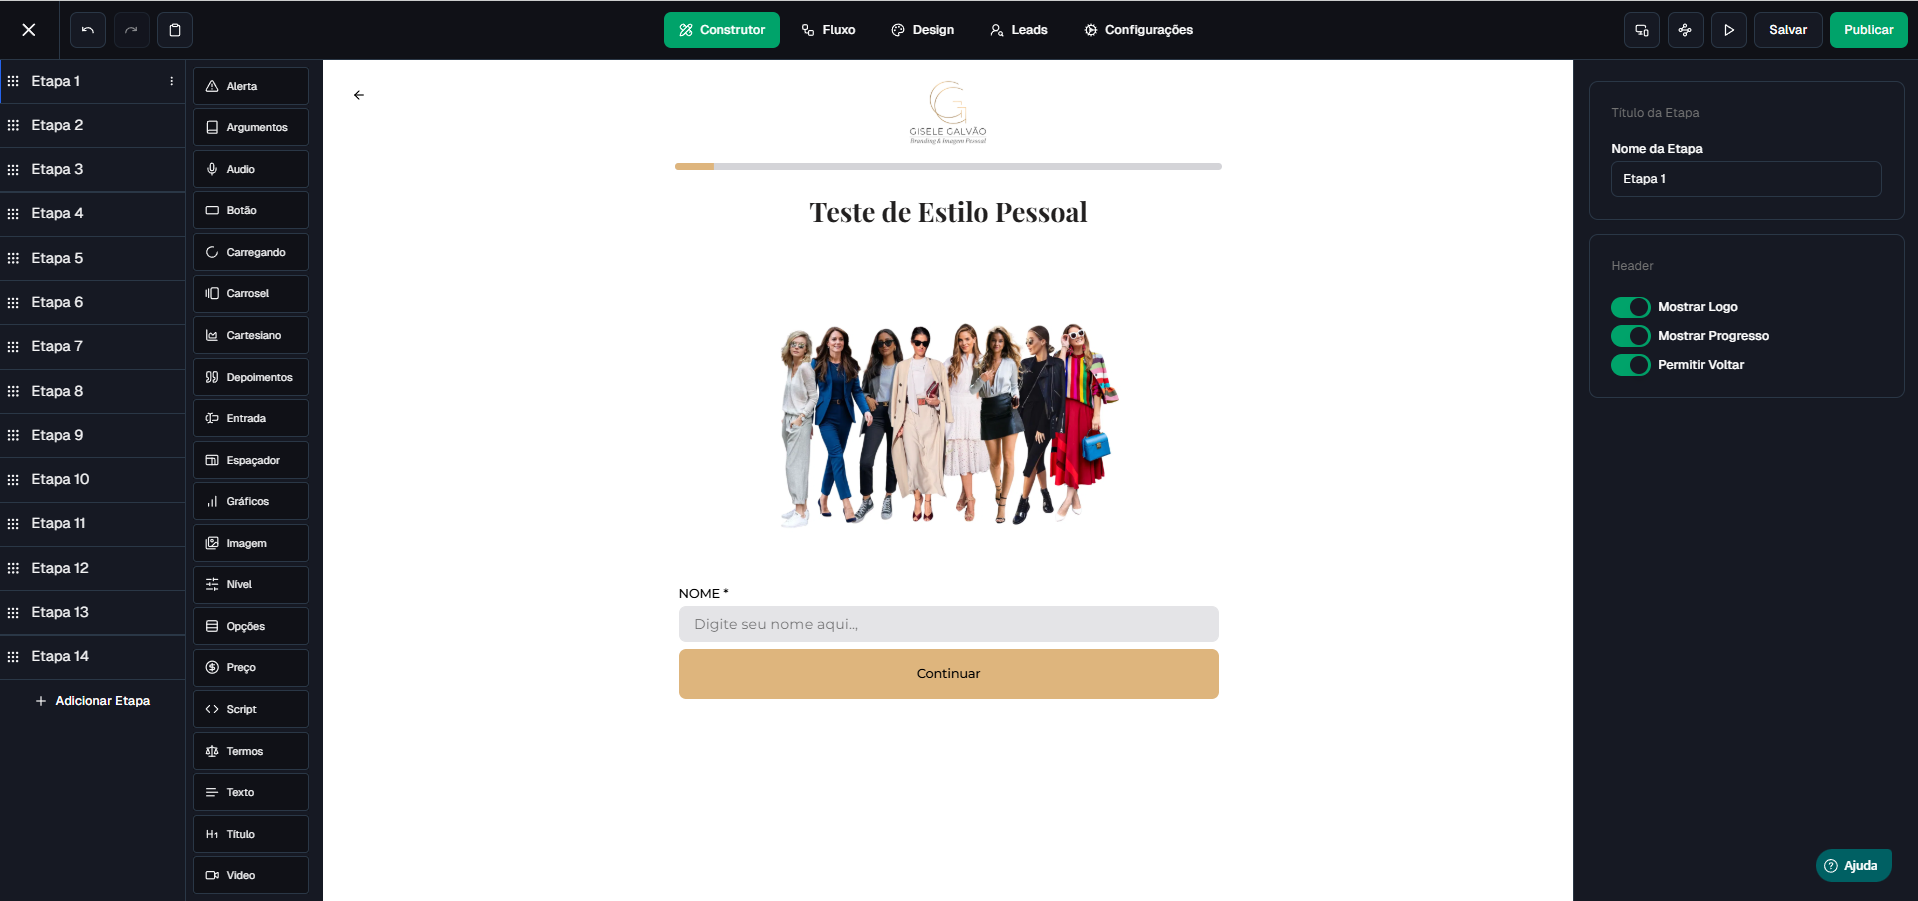 Construtor
Fluxo
Design
Leads
Configurações
Salvar
Publicar
Etapa 1
Etapa 2
Etapa 3
Etapa 4
Etapa 5
Etapa 6
Etapa 7
Etapa 8
Etapa 9
Etapa 10
Etapa 11
Etapa 12
Etapa 13
Etapa 14
Adicionar Etapa
Alerta
Argumentos
Audio
Botão
Carregando
Carrosel
Cartesiano
Depoimentos
Entrada
Espaçador
Gráficos
Imagem
Nível
Opções
Preço
Script
Termos
Texto
H1 Título
Video
GISELE GALVÃO
Branding & Imagem Pessoal
Teste de Estilo Pessoal
NOME *
Digite seu nome aqui..,
Continuar
Título da Etapa
Nome da Etapa
Etapa 1
Header
Mostrar Logo
Mostrar Progresso
Permitir Voltar
Ajuda